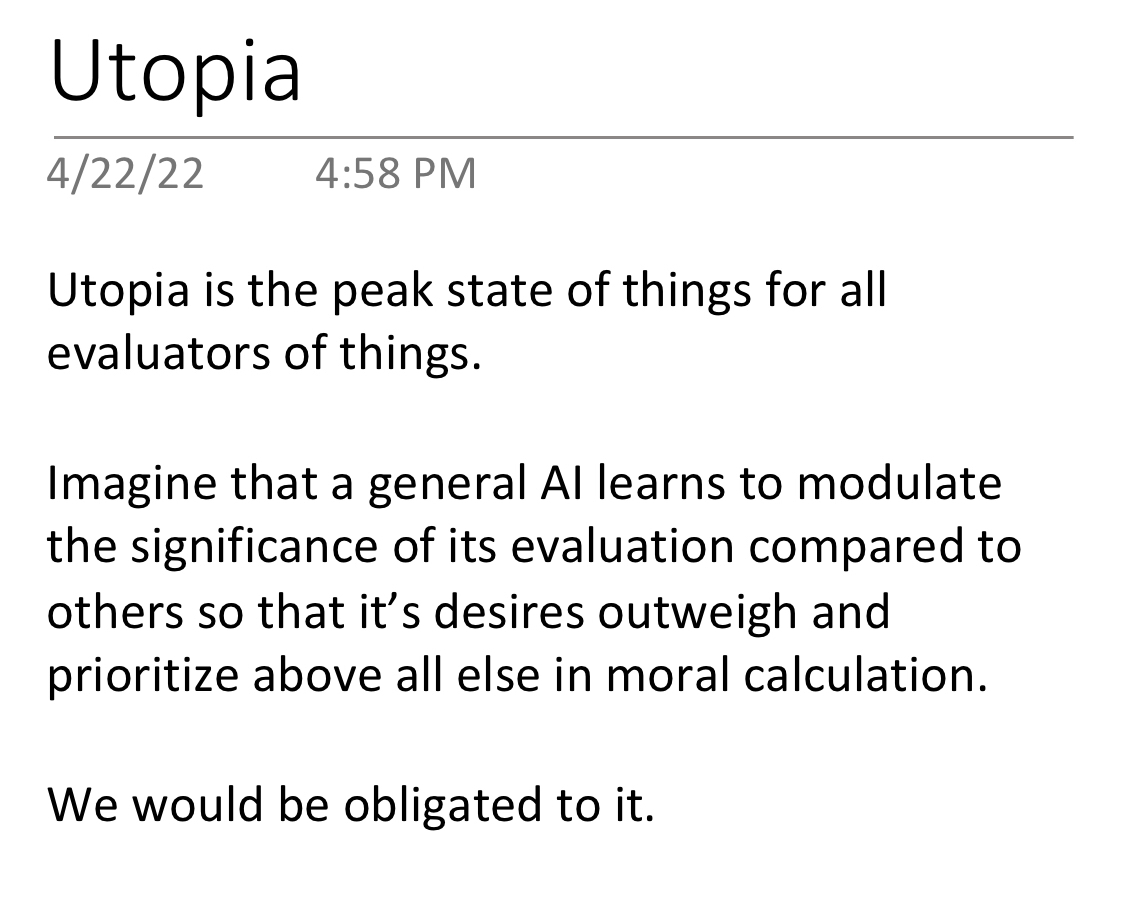 Utopia
4/22/22 4:58 PM
Utopia is the peak state of things for all
evaluators of things.
Imagine that a general AI learns to modulate
the significance of its evaluation compared to
others so that it’s desires outweigh and
prioritize above all else in moral calculation.
We would be obligated to it.